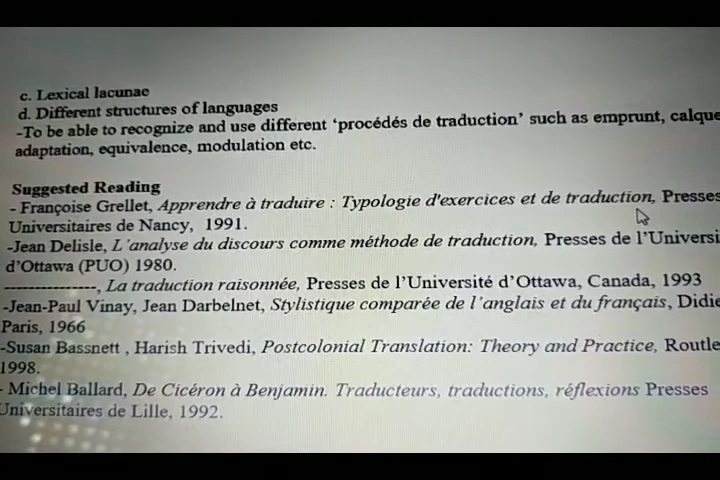 c. Lexical lacunae
d. Different structures of languages
-To be able to recognize and use different ‘procédés de traduction’ such as emprunt, calque
adaptation, equivalence, modulation etc.
Suggested Reading
- Françoise Grellet, Apprendre à traduire : Typologie d'exercices et de traduction, Presses
Universitaires de Nancy, 1991.
-Jean Delisle, L’analyse du discours comme méthode de traduction, Presses de l’Universi
d’Ottawa (PUO) 1980.
---------------, La traduction raisonnée, Presses de l’Université d’Ottawa, Canada, 1993
-Jean-Paul Vinay, Jean Darbelnet, Stylistique comparée de l’anglais et du français, Didie
Paris, 1966
-Susan Bassnett , Harish Trivedi, Postcolonial Translation: Theory and Practice, Routle
1998.
- Michel Ballard, De Cicéron à Benjamin. Traducteurs, traductions, réflexions Presses
Universitaires de Lille, 1992.